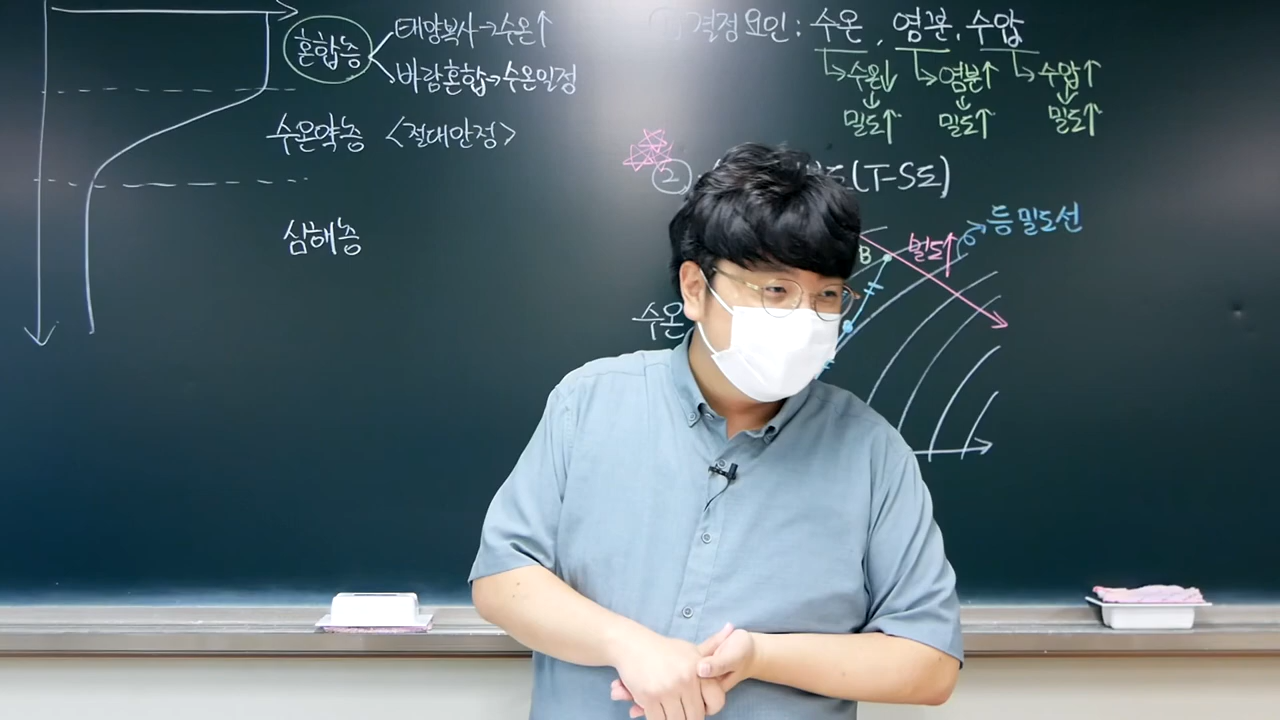 혼합층
태양복사→수온↑
바람혼합→수온일정
수온약층 <절대안정>
심해층
결정요인: 수온, 염분, 수압
수온↓ 염분↑ 수압↑
밀도↑ 밀도↑ 밀도↑
② 도(T-S도)
등밀도선
B
밀도↑
수온